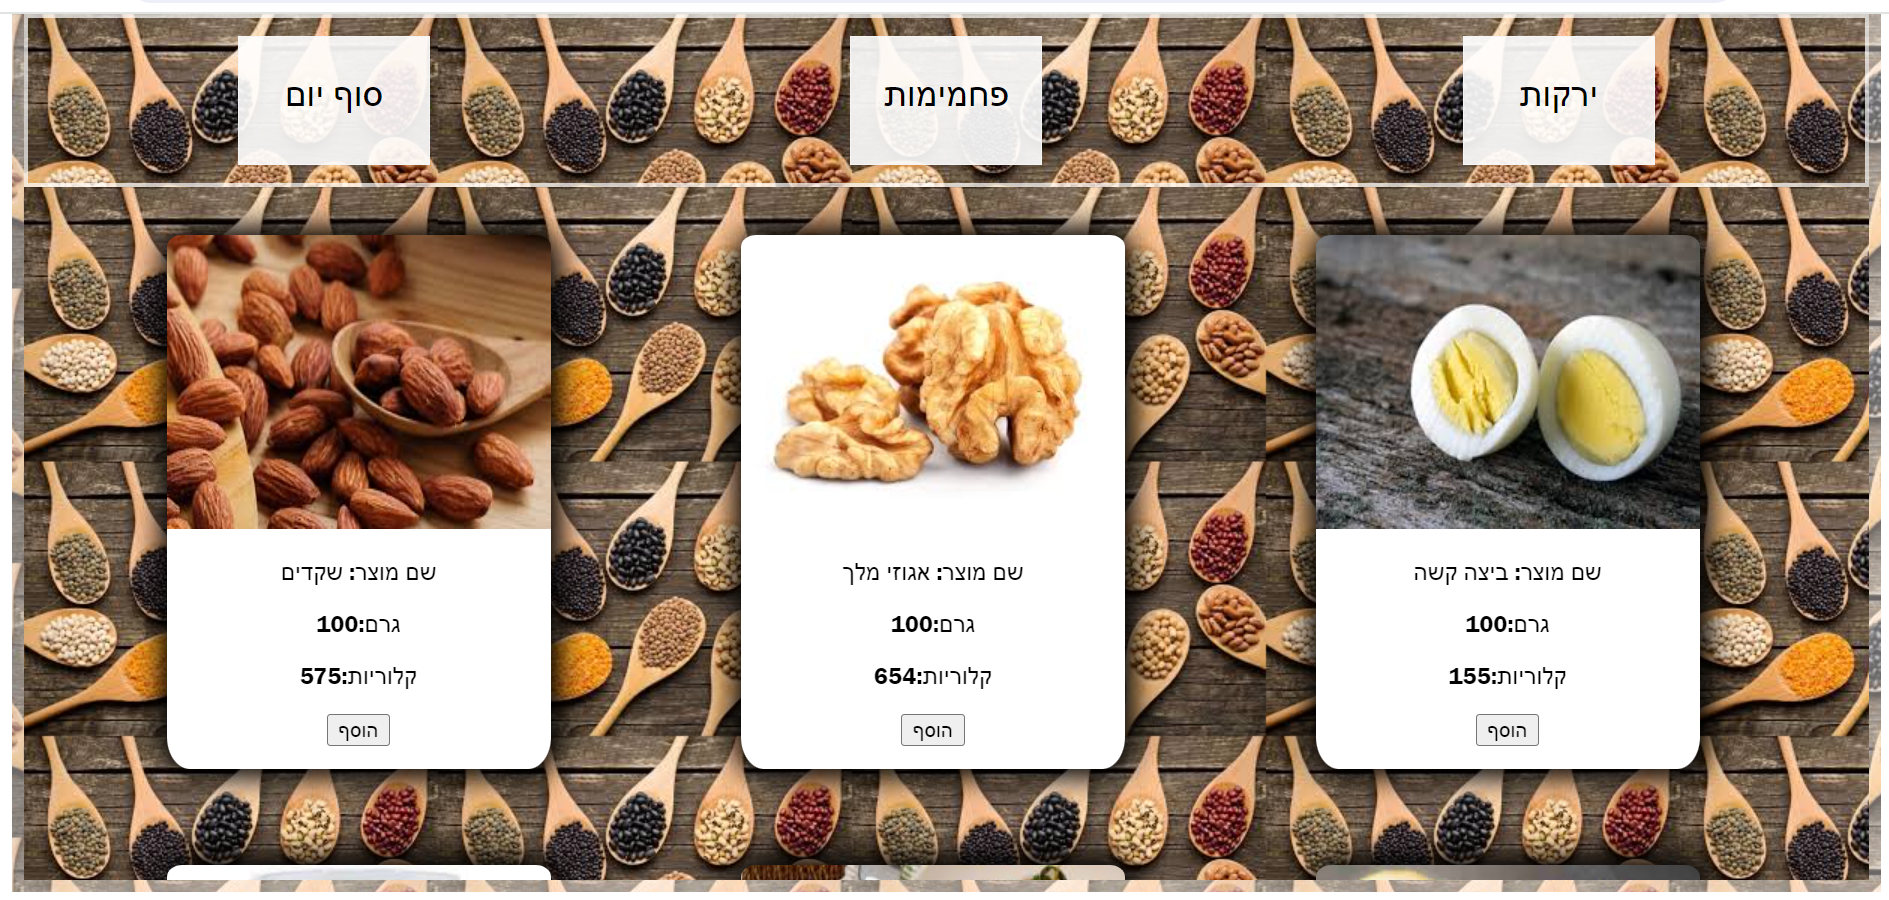 ירקות
פחמימות
סוף יום
שם מוצר: ביצה קשה
גרם:100
קלוריות:155
הוסף
שם מוצר: אגוזי מלך
גרם:100
קלוריות:654
הוסף
שם מוצר: שקדים
גרם:100
קלוריות:575
הוסף